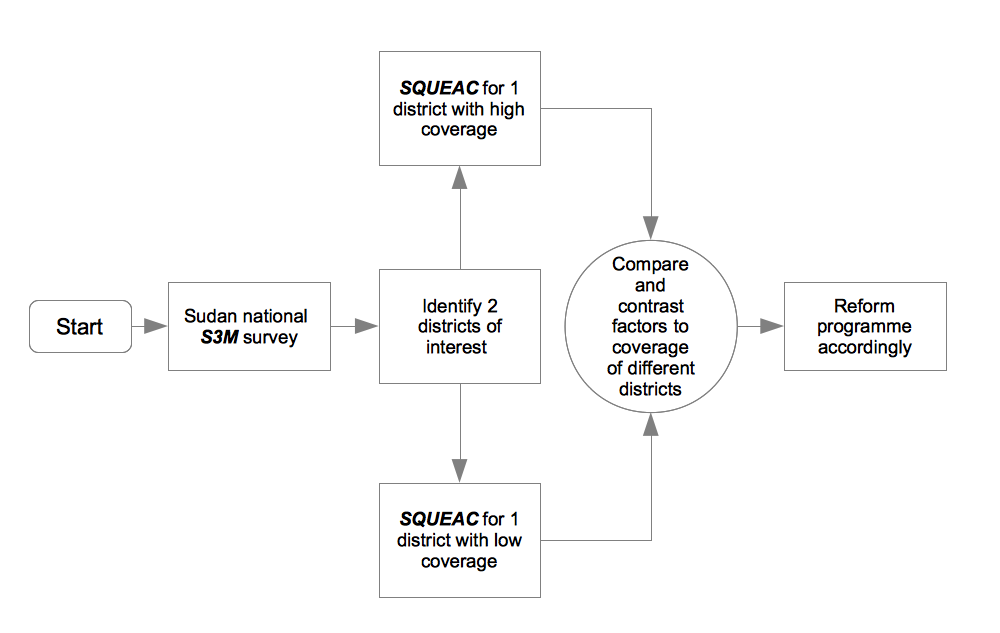 Start
Sudan national
S3M survey
Identify 2
districts of
interest
SQUEAC for 1
district with high
coverage
SQUEAC for 1
district with low
coverage
Compare
and
contrast
factors to
coverage
of different
districts
Reform
programme
accordingly